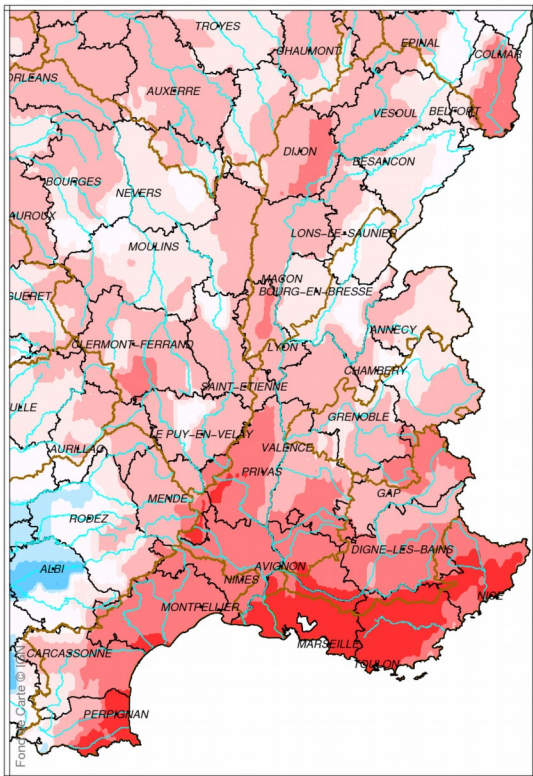 TROYES
EPINAL
CHAUMONT
COLMAR
ORLEANS
AUXERRE
VESOUL
BELFORT
DIJON
BESANCON
BOURGES
NEVERS
AUROUX
LONS-LE-SAUNIER
MOULINS
MACON
BOURG-EN-BRESSE
GUERET
ANNECY
CLERMONT-FERRAND
LYON
CHAMBERY
SAINT-ETIENNE
GRENOBLE
ULLE
LE PUY-EN-VELAY
AURILLAC
VALENCE
PRIVAS
MENDE
GAP
RODEZ
DIGNE-LES-BAINS
ALBI
AVIGNON
NIMES
NICE
MONTPELLIER
MARSEILLE
CARCASSONNE
TOULON
PERPIGNAN
Fond de Carte © IGN